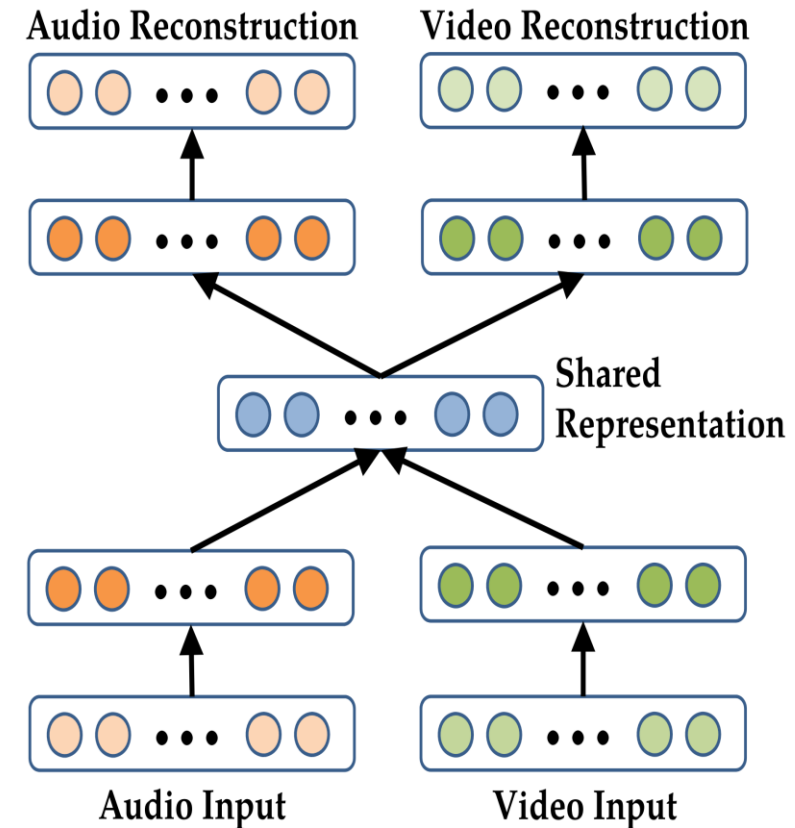 Audio Reconstruction
Video Reconstruction
Shared
Representation
Audio Input
Video Input